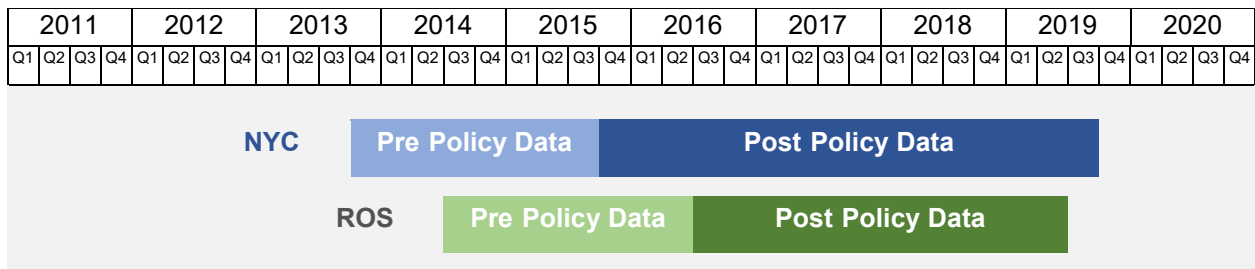 2011 2012 2013 2014 2015 2016 2017 2018 2019 2020
Q1 Q2 Q3 Q4 Q1 Q2 Q3 Q4 Q1 Q2 Q3 Q4 Q1 Q2 Q3 Q4 Q1 Q2 Q3 Q4 Q1 Q2 Q3 Q4 Q1 Q2 Q3 Q4 Q1 Q2 Q3 Q4 Q1 Q2 Q3 Q4 Q1 Q2 Q3 Q4
NYC Pre Policy Data Post Policy Data
ROS Pre Policy Data Post Policy Data